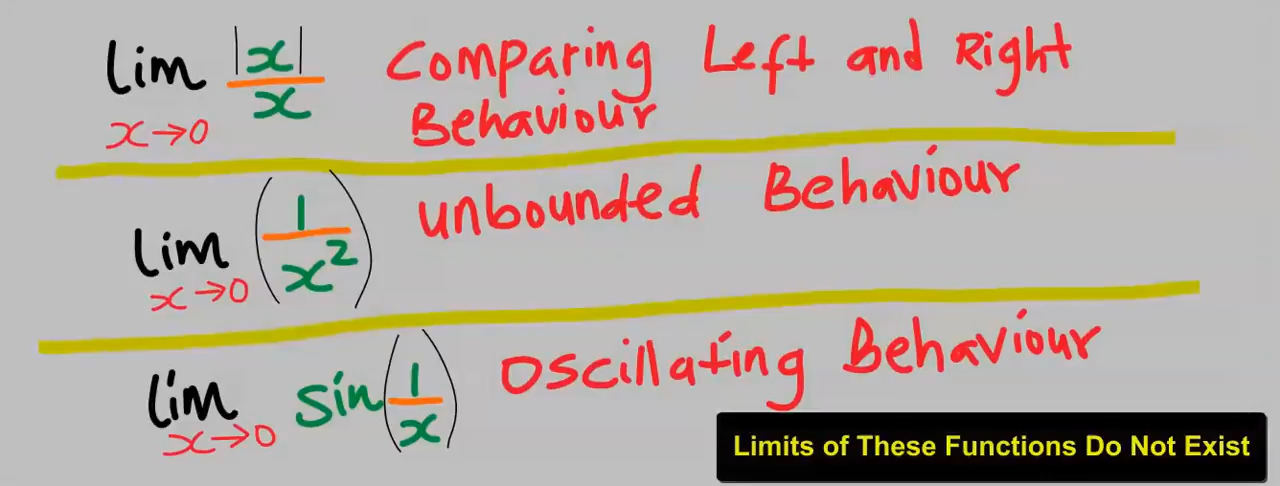 lim |x|/x Comparing Left and Right
x→0 Behaviour
lim (1/x²) unbounded Behaviour
x→0
lim sin(1/x) Oscillating Behaviour
x→0
Limits of These Functions Do Not Exist